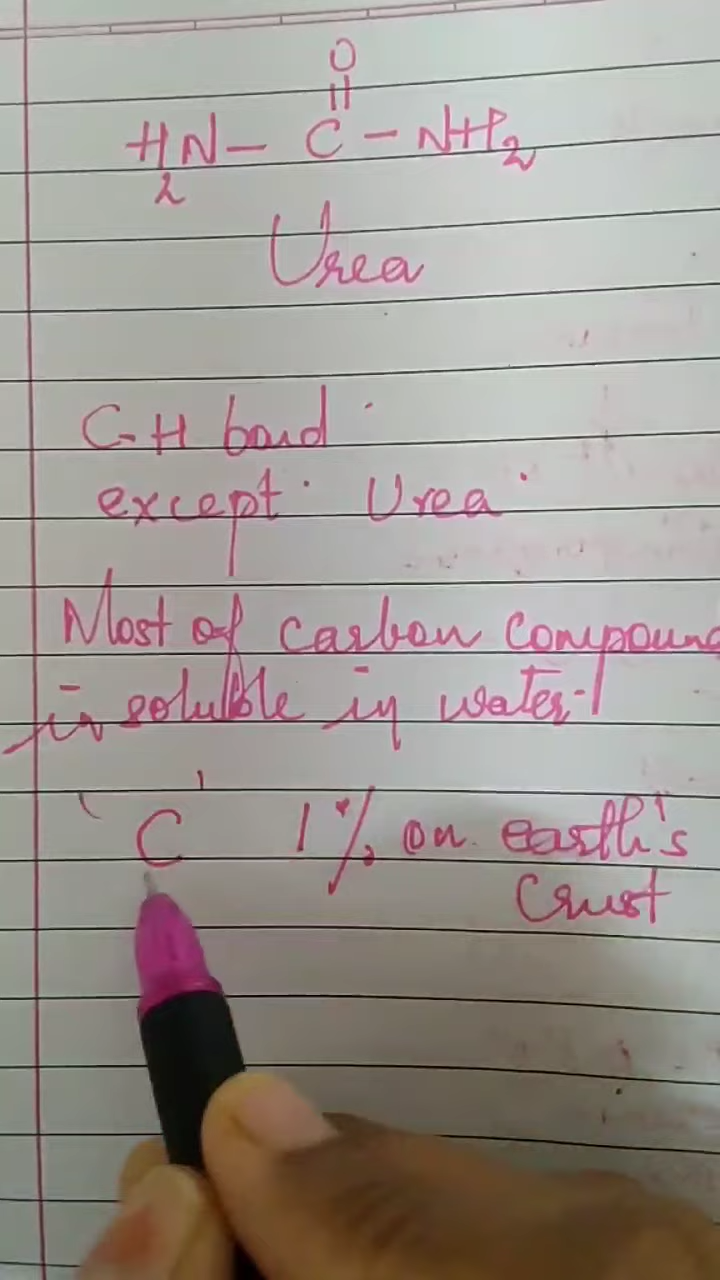 O
||
H2N - C - NH2
Urea
C-H bond
except Urea
Most of carbon compound
insoluble in water
'C' 1% on earth's
crust